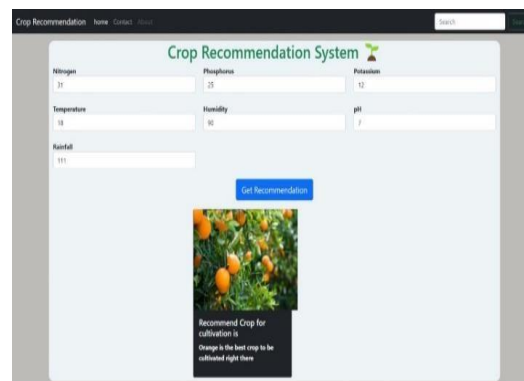 Crop Recommendation home Contact About Search
Crop Recommendation System
Nitrogen Phosphorus Potassium
31 25 12
Temperature Humidity pH
18 90 7
Rainfall
111
Get Recommendation
Recommend Crop for
cultivation is
Orange is the best crop to be
cultivated right there